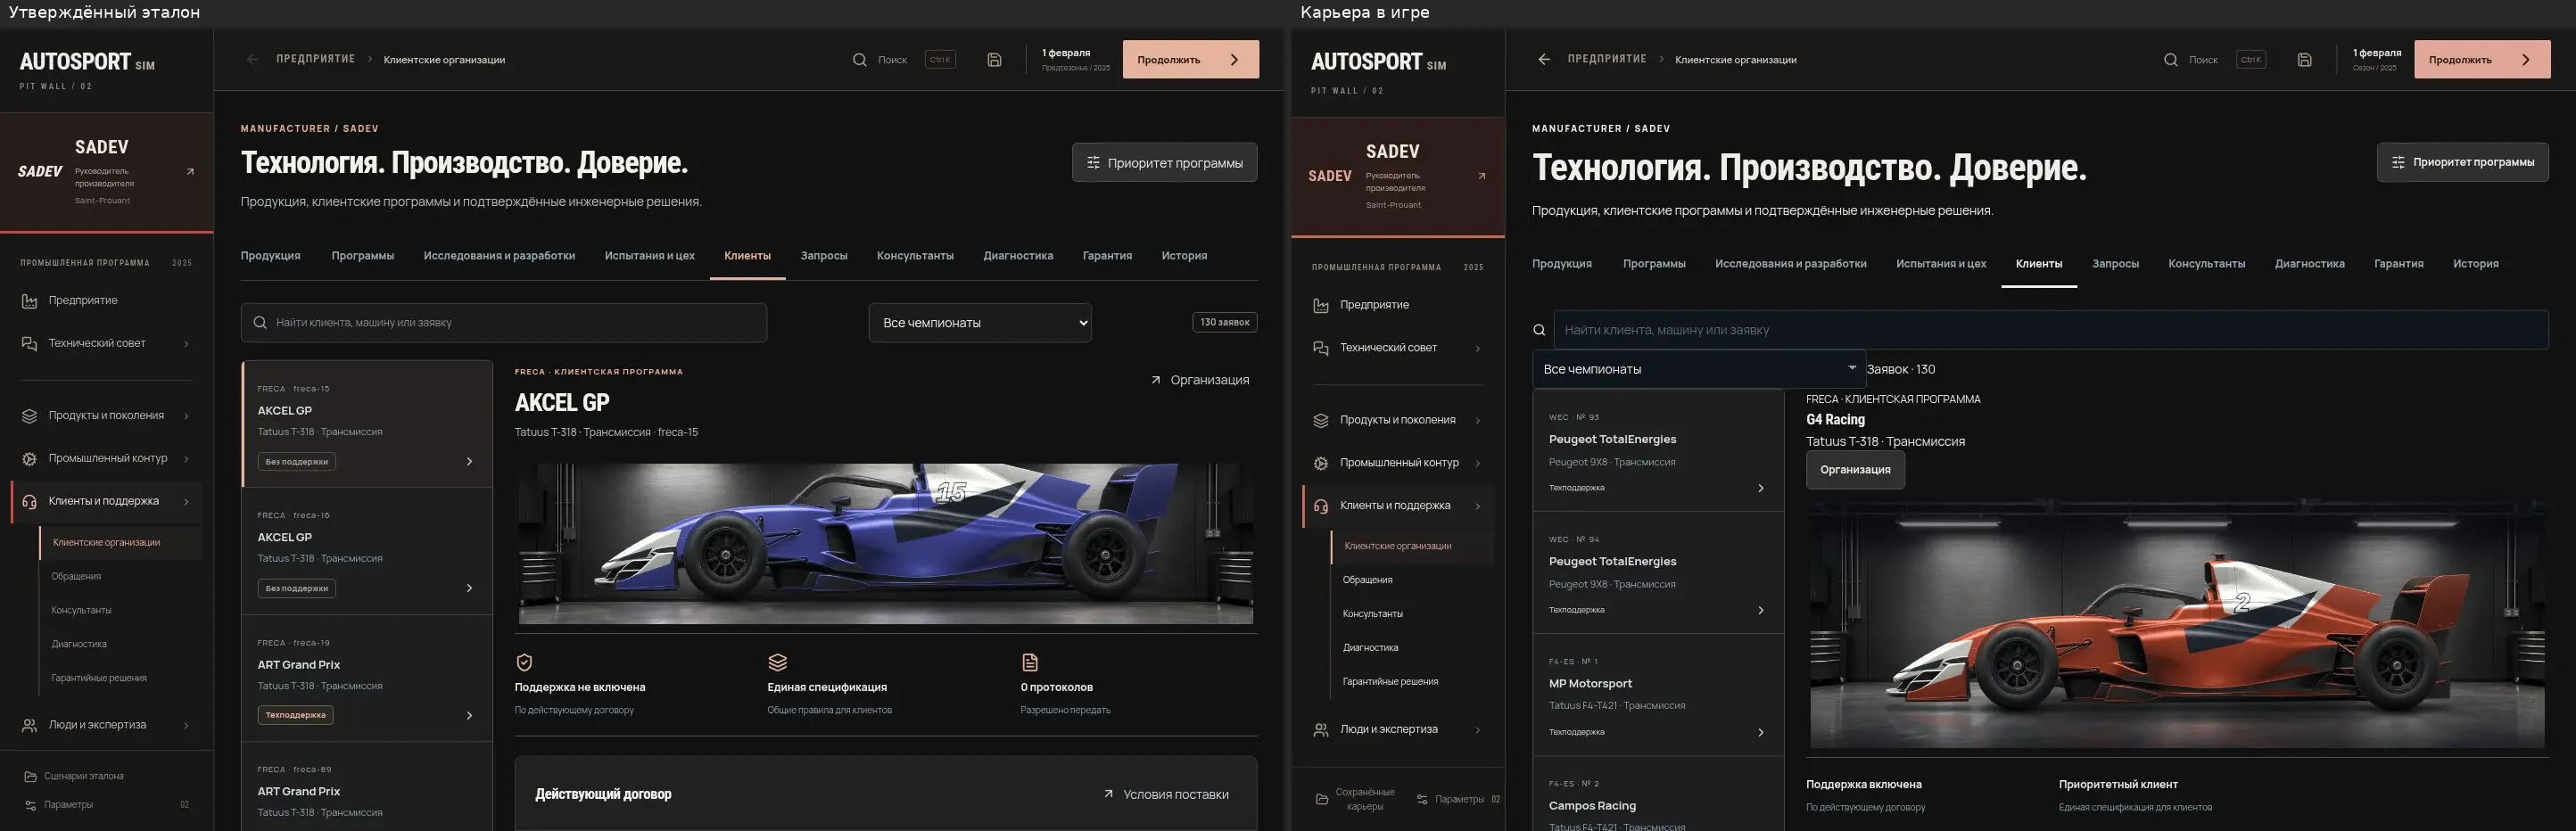 Утверждённый эталон
AUTOSPORT SIM
PIT WALL / 02
SADEV
SADEV
Руководитель
производителя
Saint-Prouant
ПРОМЫШЛЕННАЯ ПРОГРАММА 2025
Предприятие
Технический совет
Продукты и поколения
Промышленный контур
Клиенты и поддержка
Клиентские организации
Обращения
Консультанты
Диагностика
Гарантийные решения
Люди и экспертиза
Сценарии эталона
Параметры 02
ПРЕДПРИЯТИЕ > Клиентские организации
Поиск Ctrl K
1 февраля
Предсезонье / 2025
Продолжить
MANUFACTURER / SADEV
Технология. Производство. Доверие.
Продукция, клиентские программы и подтверждённые инженерные решения.
Приоритет программы
Продукция Программы Исследования и разработки Испытания и цех Клиенты Запросы Консультанты Диагностика Гарантия История
Найти клиента, машину или заявку
Все чемпионаты
130 заявок
FRECA · freca-15
AKCEL GP
Tatuus T-318 · Трансмиссия
Без поддержки
FRECA · freca-16
AKCEL GP
Tatuus T-318 · Трансмиссия
Без поддержки
FRECA · freca-19
ART Grand Prix
Tatuus T-318 · Трансмиссия
Техподдержка
FRECA · freca-89
ART Grand Prix
Tatuus T-318 · Трансмиссия
FRECA · КЛИЕНТСКАЯ ПРОГРАММА
AKCEL GP
Tatuus T-318 · Трансмиссия · freca-15
Организация
15
Поддержка не включена
По действующему договору
Единая спецификация
Общие правила для клиентов
0 протоколов
Разрешено передать
Действующий договор
Условия поставки
Карьера в игре
AUTOSPORT SIM
PIT WALL / 02
SADEV
SADEV
Руководитель
производителя
Saint-Prouant
ПРОМЫШЛЕННАЯ ПРОГРАММА 2025
Предприятие
Технический совет
Продукты и поколения
Промышленный контур
Клиенты и поддержка
Клиентские организации
Обращения
Консультанты
Диагностика
Гарантийные решения
Люди и экспертиза
Сохранённые
карьеры
Параметры 02
ПРЕДПРИЯТИЕ > Клиентские организации
Поиск Ctrl K
1 февраля
Сезон / 2025
Продолжить
MANUFACTURER / SADEV
Технология. Производство. Доверие.
Продукция, клиентские программы и подтверждённые инженерные решения.
Приоритет программы
Продукция Программы Исследования и разработки Испытания и цех Клиенты Запросы Консультанты Диагностика Гарантия История
Найти клиента, машину или заявку
Все чемпионаты
Заявок · 130
WEC · № 93
Peugeot TotalEnergies
Peugeot 9X8 · Трансмиссия
Техподдержка
WEC · № 94
Peugeot TotalEnergies
Peugeot 9X8 · Трансмиссия
Техподдержка
F4-ES · № 1
MP Motorsport
Tatuus F4-T421 · Трансмиссия
Техподдержка
F4-ES · № 2
Campos Racing
Tatuus F4-T421 · Трансмиссия
FRECA · КЛИЕНТСКАЯ ПРОГРАММА
G4 Racing
Tatuus T-318 · Трансмиссия
Организация
2
Поддержка включена
По действующему договору
Приоритетный клиент
Единая спецификация для клиентов